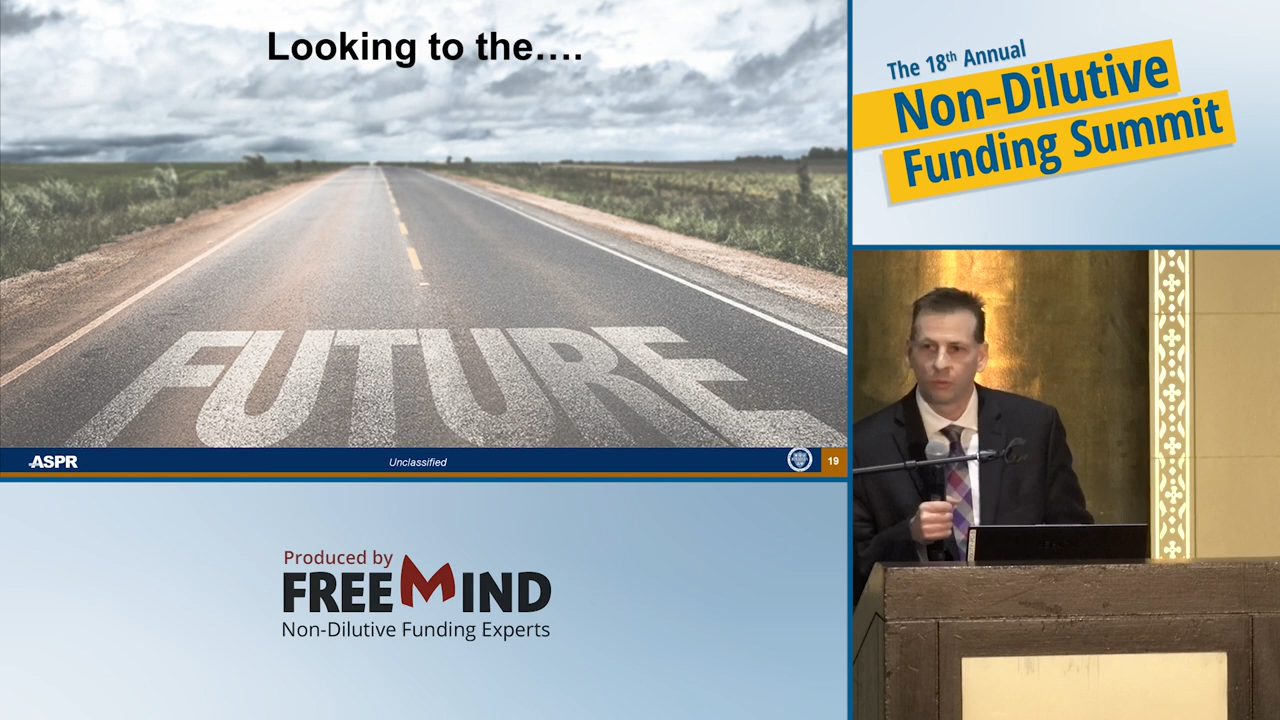 Looking to the....
FUTURE
ASPR
Unclassified
19
The 18th Annual
Non-Dilutive
Funding Summit
Produced by
FREEMIND
Non-Dilutive Funding Experts